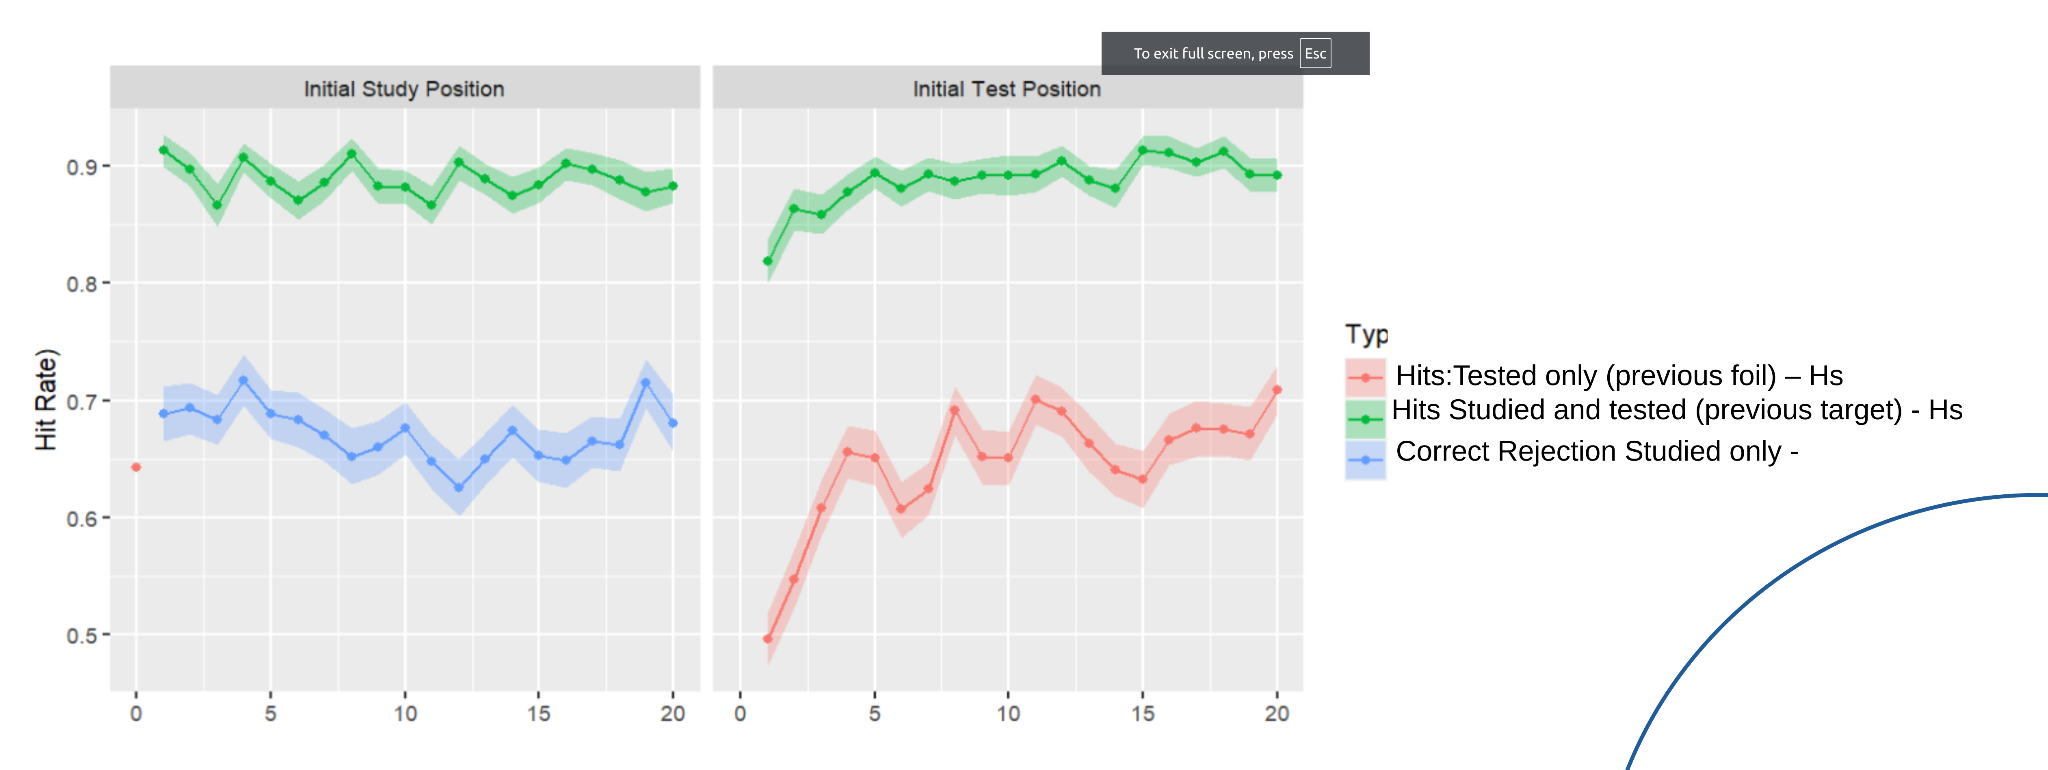 To exit full screen, press Esc
Initial Study Position
Initial Test Position
Hit Rate)
0.9
0.8
0.7
0.6
0.5
0 5 10 15 20
0 5 10 15 20
Typ
Hits:Tested only (previous foil) – Hs
Hits Studied and tested (previous target) - Hs
Correct Rejection Studied only -